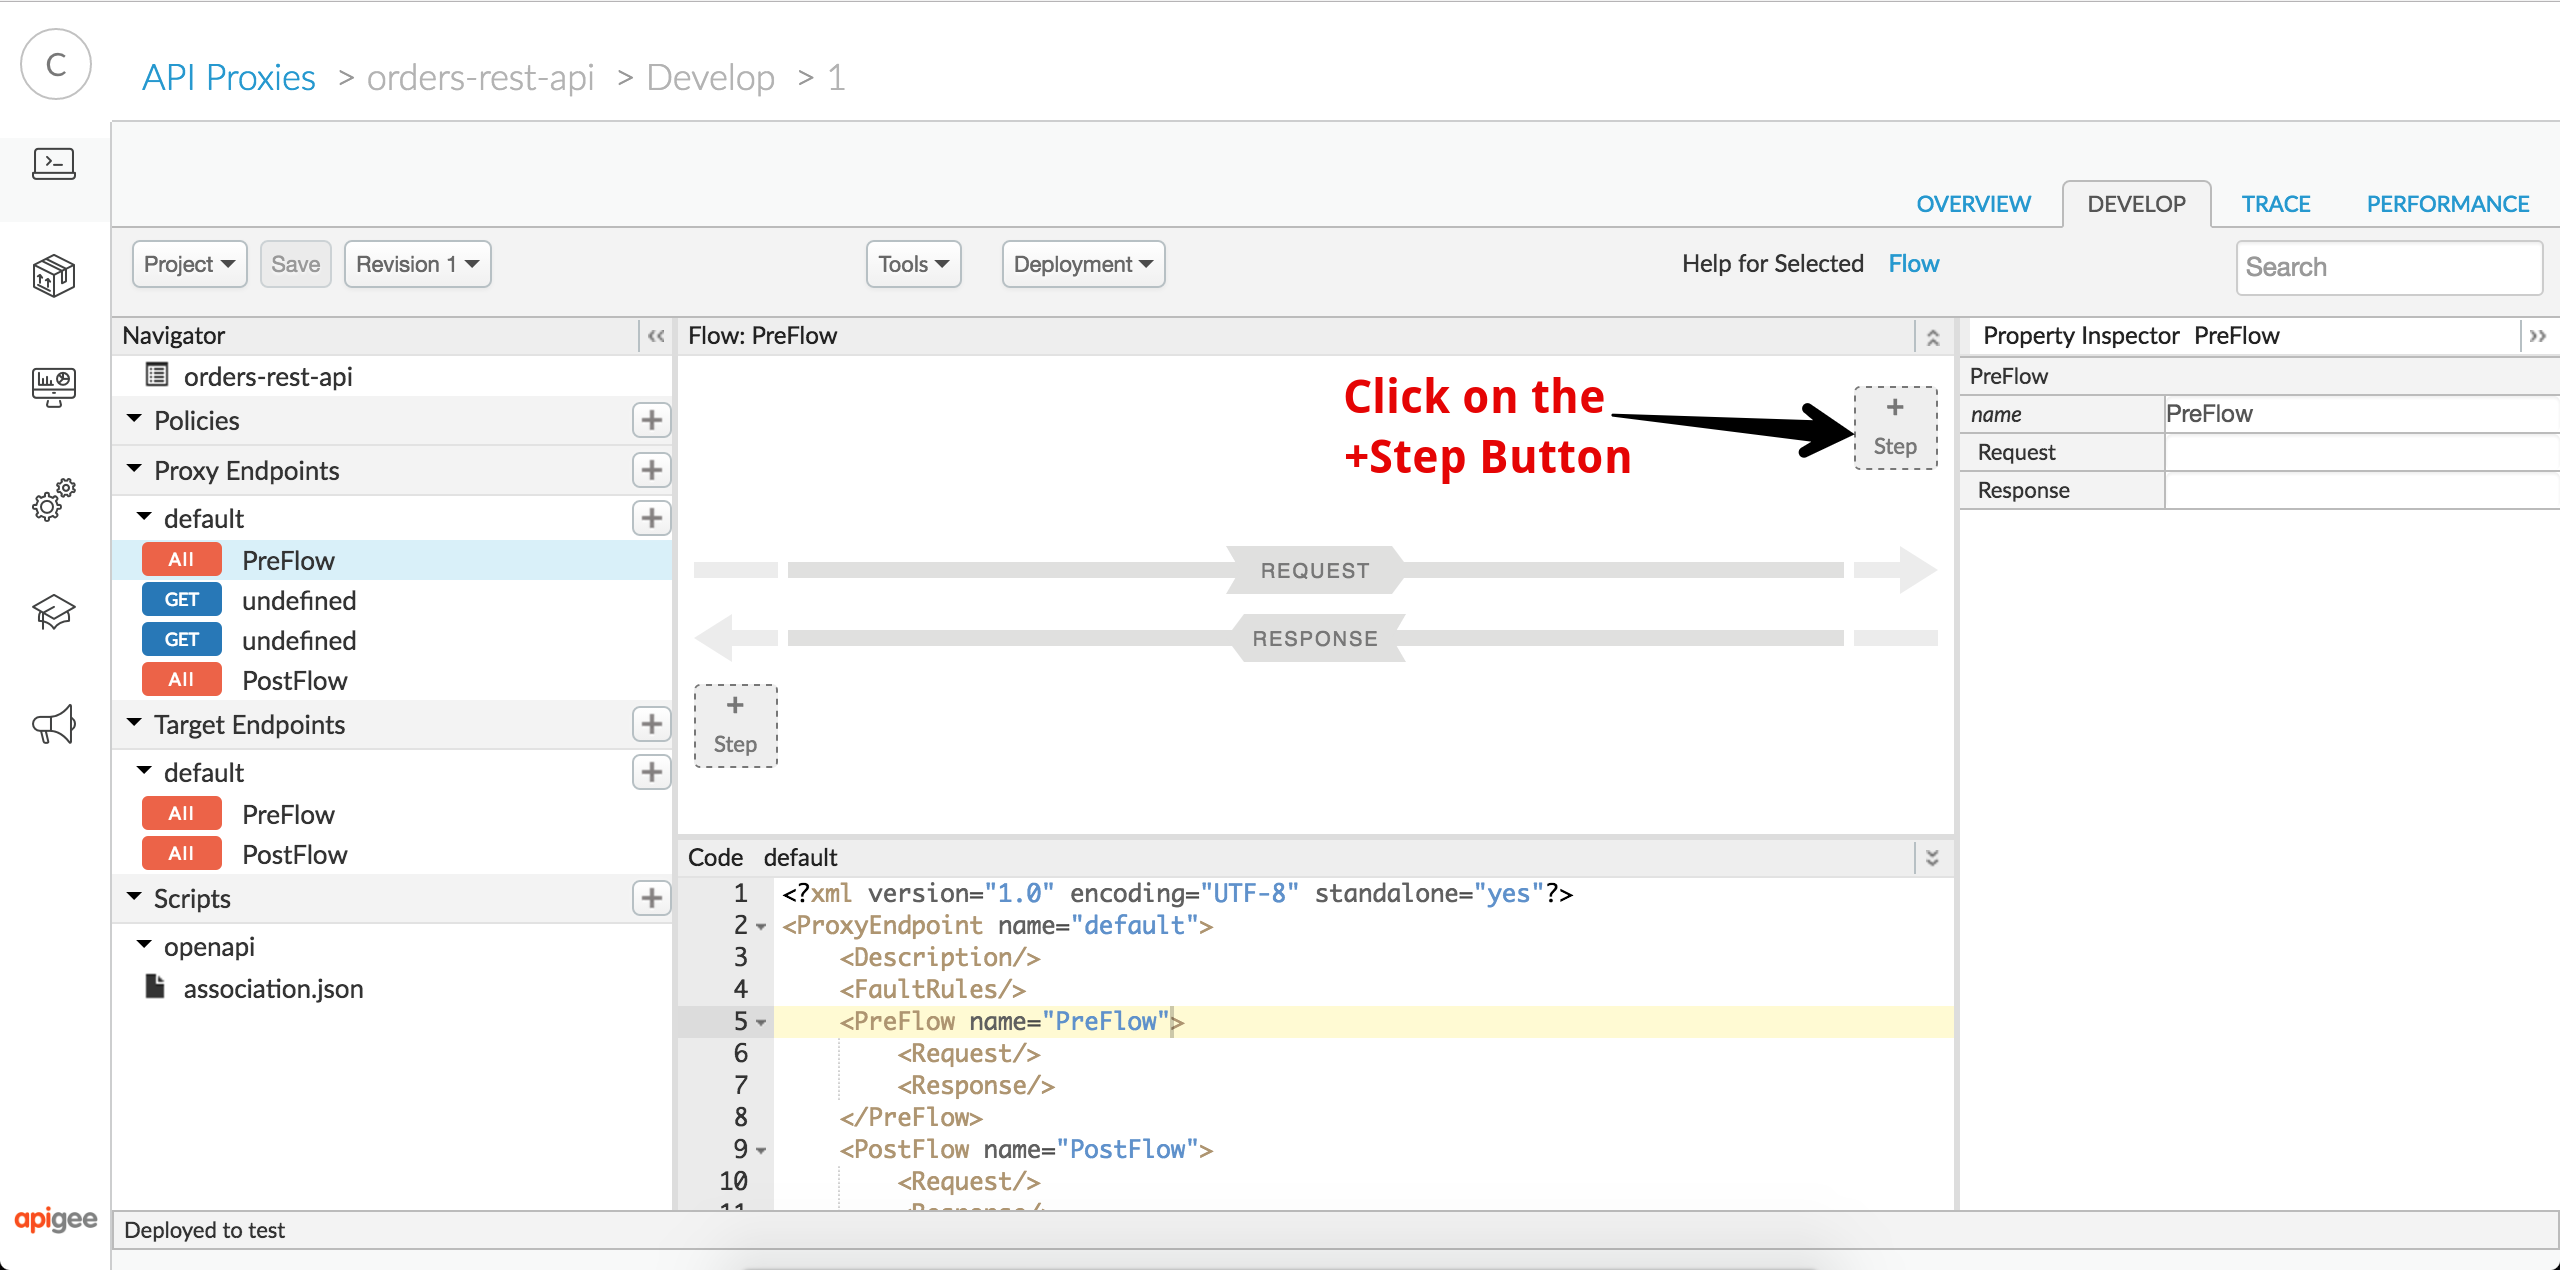 C
API Proxies > orders-rest-api > Develop > 1
OVERVIEW
DEVELOP
TRACE
PERFORMANCE
Project
Save
Revision 1
Tools
Deployment
Help for Selected Flow
Search
Navigator
orders-rest-api
Policies
Proxy Endpoints
default
All PreFlow
GET undefined
GET undefined
All PostFlow
Target Endpoints
default
All PreFlow
All PostFlow
Scripts
openapi
association.json
Flow: PreFlow
Click on the
+Step Button
+
Step
REQUEST
RESPONSE
+
Step
Code default
1 <?xml version="1.0" encoding="UTF-8" standalone="yes"?>
2 <ProxyEndpoint name="default">
3 <Description/>
4 <FaultRules/>
5 <PreFlow name="PreFlow">
6 <Request/>
7 <Response/>
8 </PreFlow>
9 <PostFlow name="PostFlow">
10 <Request/>
11 <Response/
Property Inspector PreFlow
PreFlow
name PreFlow
Request
Response
apigee
Deployed to test